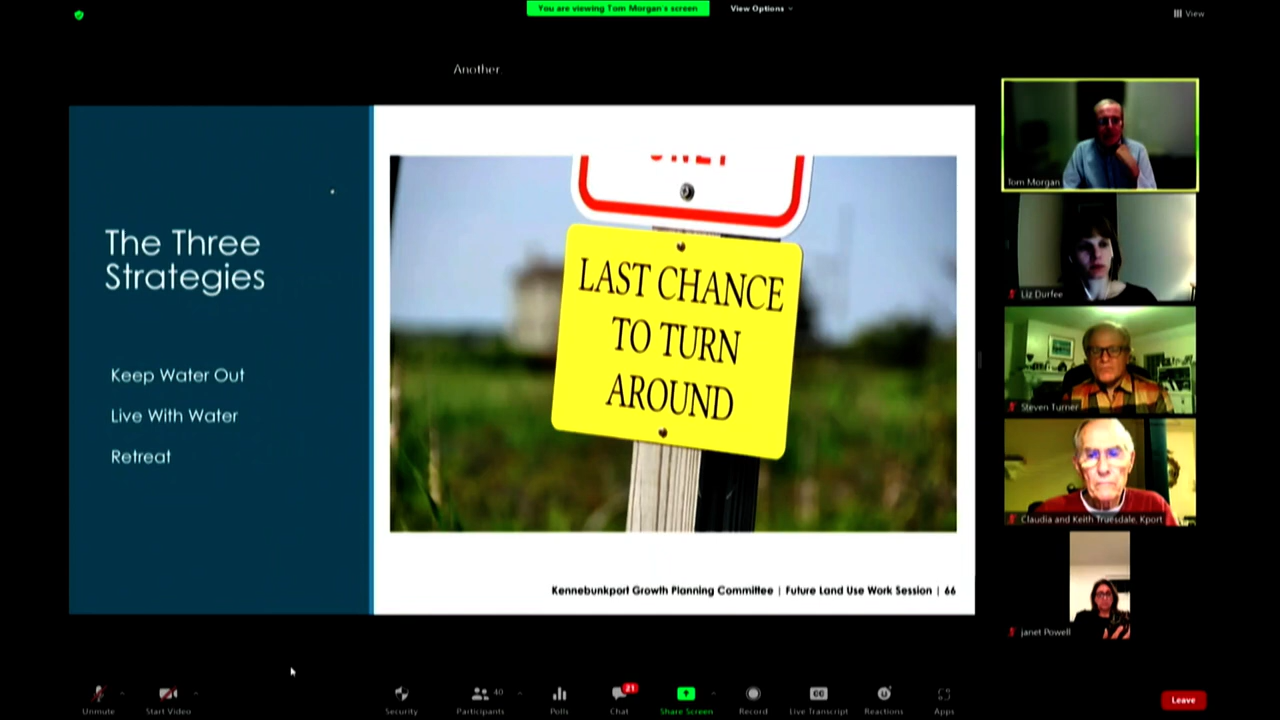 You are viewing Tom Morgan's screen
View Options
View
Another
The Three
Strategies
Keep Water Out
Live With Water
Retreat
ONLY
LAST CHANCE
TO TURN
AROUND
Kennebunkport Growth Planning Committee | Future Land Use Work Session | 66
Tom Morgan
Liz Durfee
Steven Turner
Claudia and Keith Truesdale, Kport
janet Powell
Unmute
Start Video
Security
40
Participants
Polls
21
Chat
Share Screen
Record
CC
Live Transcript
Reactions
Apps
Leave